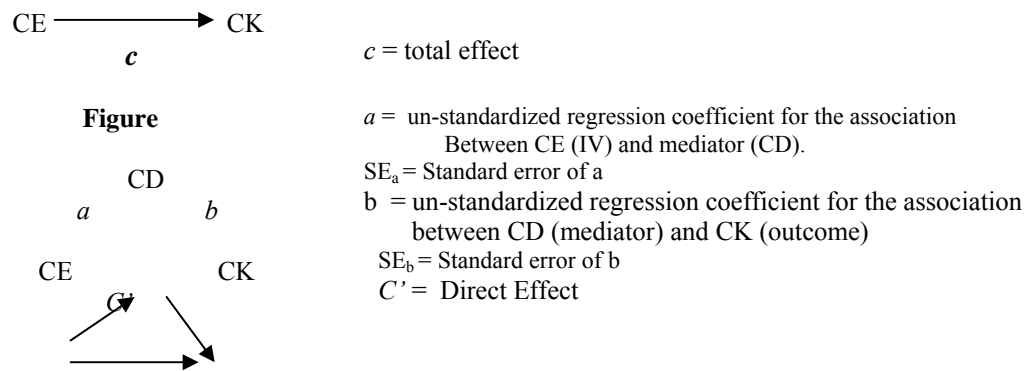 CE CK
c
c = total effect
Figure
a = un-standardized regression coefficient for the association
Between CE (IV) and mediator (CD).
CD
SEa = Standard error of a
a b
b = un-standardized regression coefficient for the association
between CD (mediator) and CK (outcome)
SEb = Standard error of b
CE CK
C’
C’ = Direct Effect